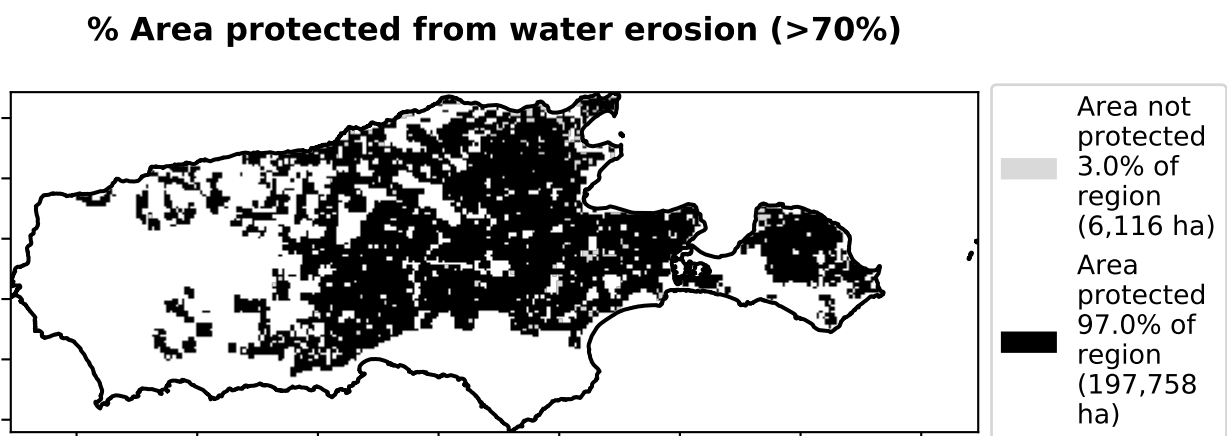 % Area protected from water erosion (>70%)
Area not
protected
3.0% of
region
(6,116 ha)
Area
protected
97.0% of
region
(197,758
ha)